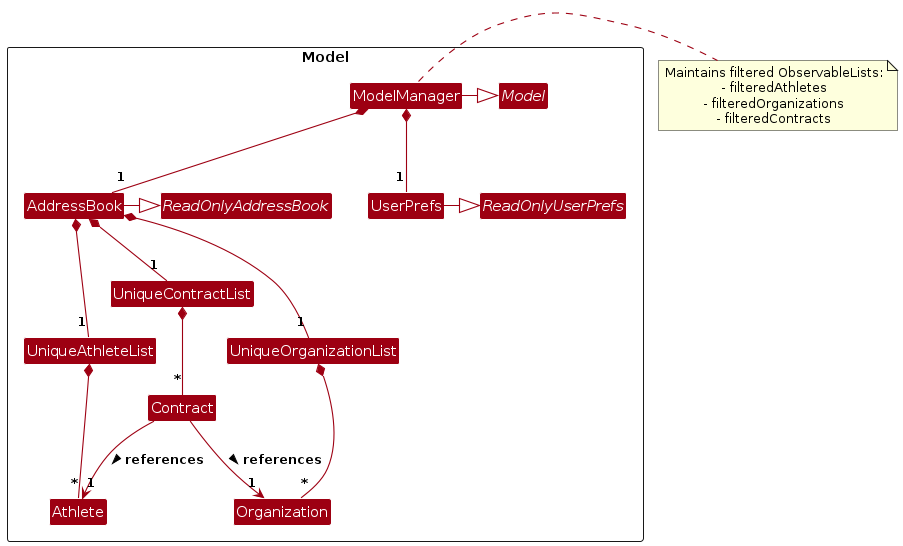 Model
Maintains filtered ObservableLists:
- filteredAthletes
- filteredOrganizations
- filteredContracts
ModelManager
Model
1
1
AddressBook
ReadOnlyAddressBook
UserPrefs
ReadOnlyUserPrefs
1
UniqueContractList
1
1
UniqueAthleteList
UniqueOrganizationList
*
Contract
references
references
*
1
1
*
Athlete
Organization